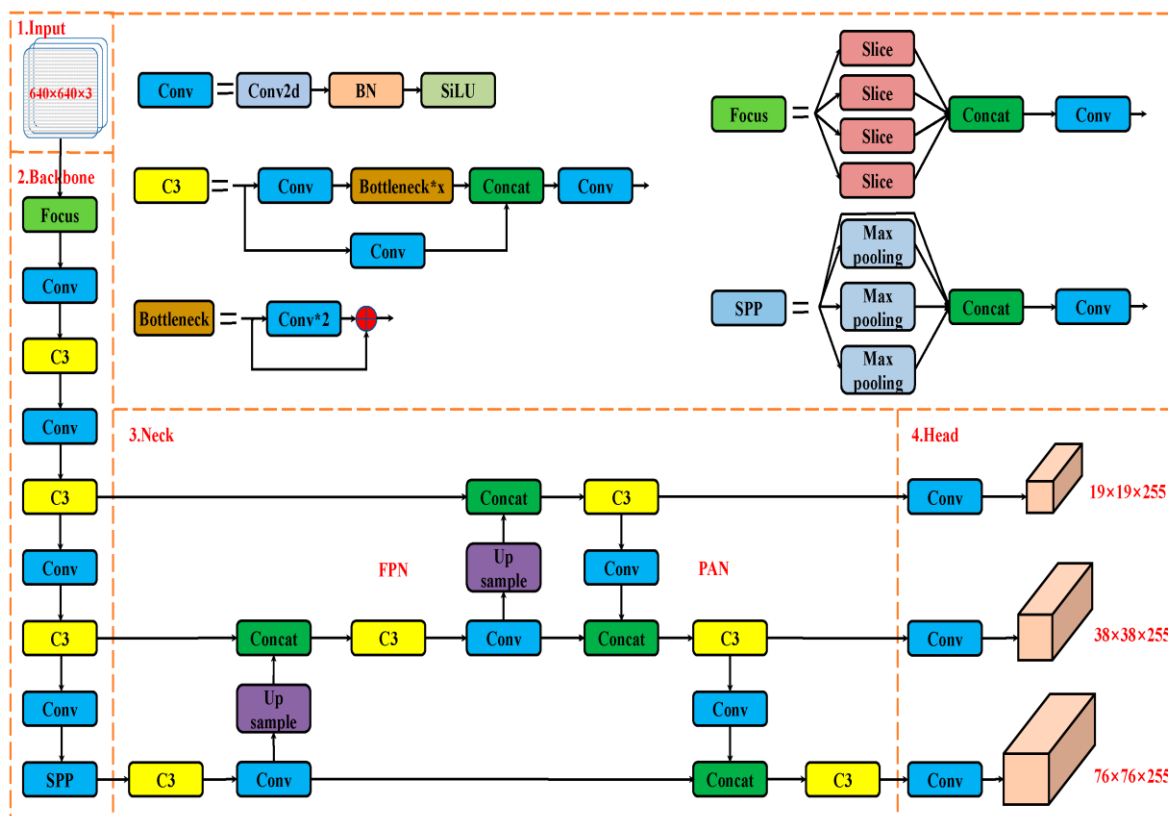 1.Input
640×640×3
2.Backbone
Focus
Conv
C3
Conv
C3
Conv
C3
Conv
SPP
Conv
Conv2d
BN
SiLU
C3
Conv
Bottleneck*x
Concat
Conv
Conv
Bottleneck
Conv*2
Focus
Slice
Slice
Slice
Slice
Concat
Conv
SPP
Max
pooling
Max
pooling
Max
pooling
Concat
Conv
3.Neck
Concat
C3
Up
sample
FPN
Conv
PAN
Concat
C3
Conv
Concat
C3
Up
sample
Conv
C3
Conv
Concat
C3
4.Head
Conv
19×19×255
Conv
38×38×255
Conv
76×76×255